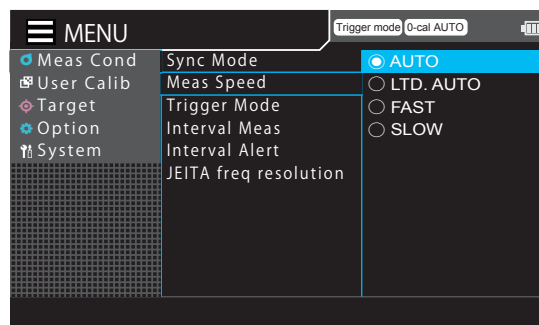 MENU
Trigger mode 0-cal AUTO
Meas Cond
User Calib
Target
Option
System
Sync Mode
Meas Speed
Trigger Mode
Interval Meas
Interval Alert
JEITA freq resolution
AUTO
LTD. AUTO
FAST
SLOW